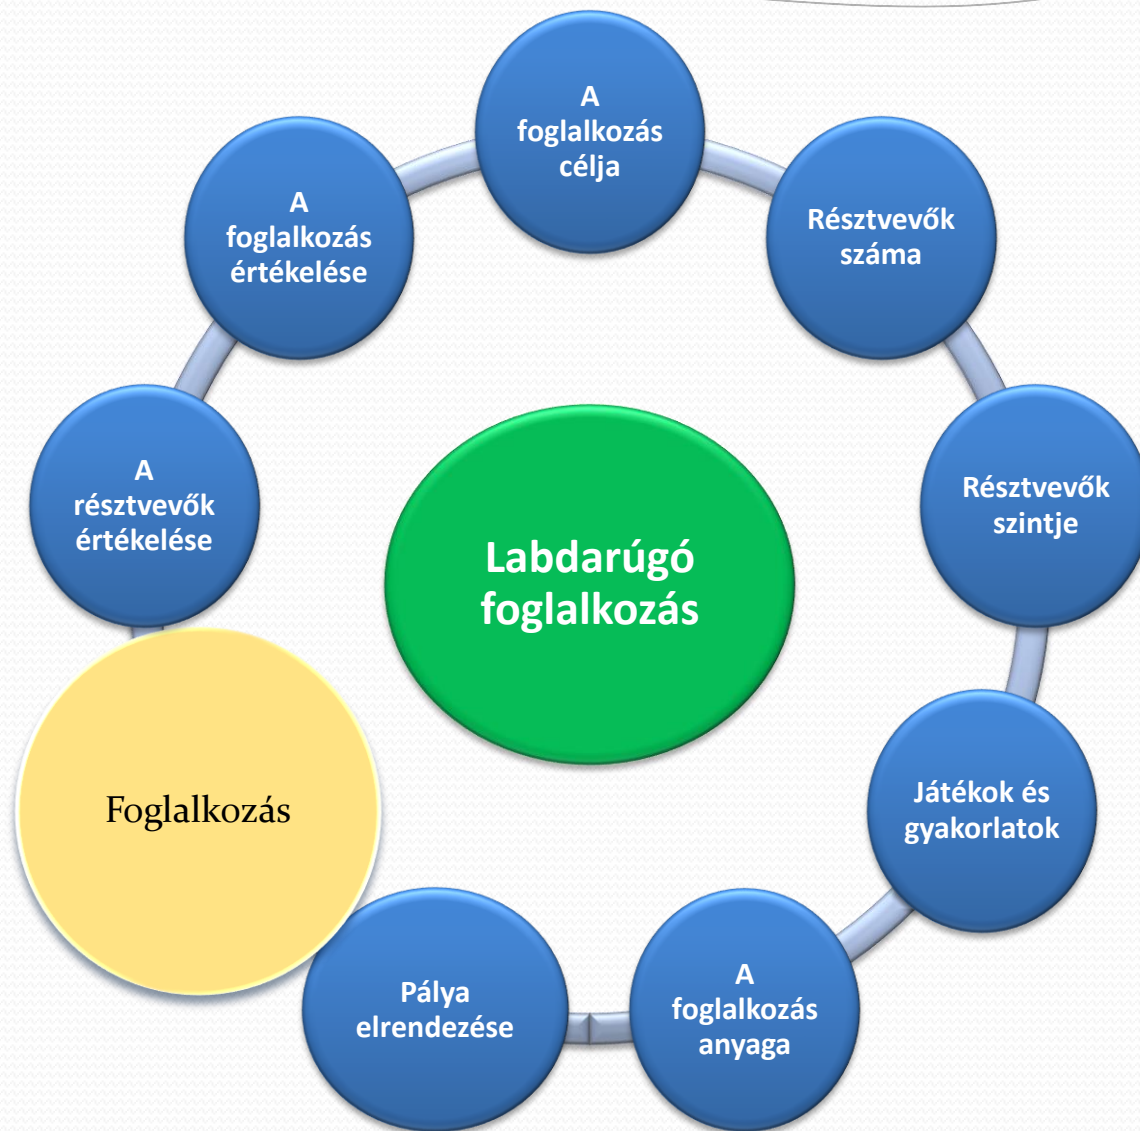 A
foglalkozás
célja
Résztvevők
száma
Résztvevők
szintje
Játékok és
gyakorlatok
A
foglalkozás
anyaga
Pálya
elrendezése
Foglalkozás
A
résztvevők
értékelése
A
foglalkozás
értékelése
Labdarúgó
foglalkozás